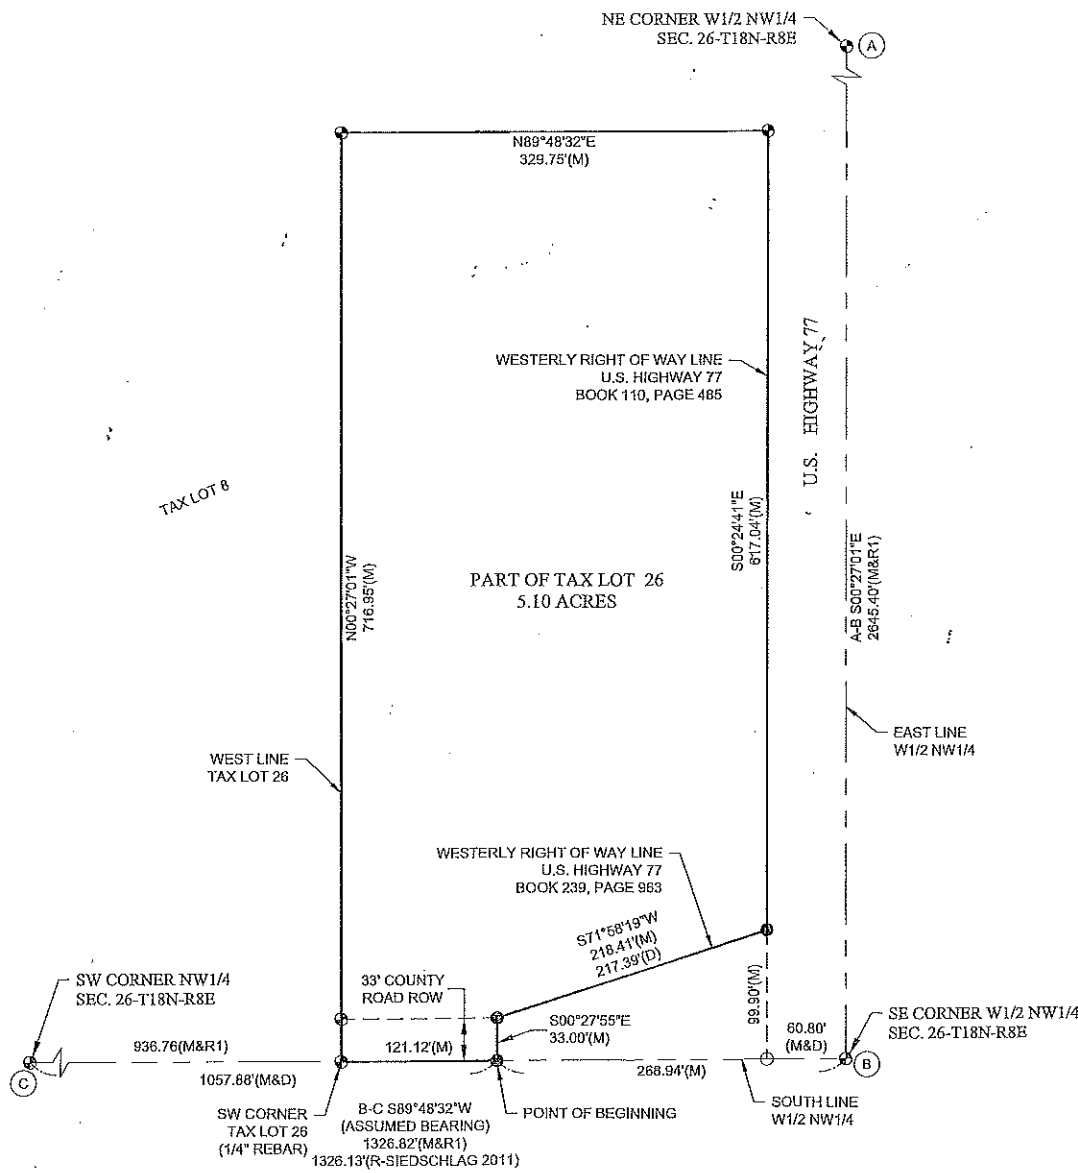 NE CORNER W1/2 NW1/4
SEC. 26-T18N-R8E
A
N89°48'32"E
329.75'(M)
WESTERLY RIGHT OF WAY LINE
U.S. HIGHWAY 77
BOOK 110, PAGE 485
U.S. HIGHWAY 77
TAX LOT 8
S00°24'41"E
617.04'(M)
A-B S00°27'01"E
2645.40'(M&R1)
N00°27'01"W
716.95'(M)
PART OF TAX LOT 26
5.10 ACRES
EAST LINE
W1/2 NW1/4
WEST LINE
TAX LOT 26
WESTERLY RIGHT OF WAY LINE
U.S. HIGHWAY 77
BOOK 239, PAGE 963
S71°58'19"W
218.41'(M)
217.39'(D)
SW CORNER NW1/4
SEC. 26-T18N-R8E
33' COUNTY
ROAD ROW
S00°27'55"E
33.00'(M)
99.90'(M)
60.80'
(M&D)
SE CORNER W1/2 NW1/4
SEC. 26-T18N-R8E
936.76(M&R1)
121.12'(M)
268.94'(M)
C
B
1057.88'(M&D)
SW CORNER
TAX LOT 26
(1/4" REBAR)
B-C S89°48'32"W
(ASSUMED BEARING)
1326.82'(M&R1)
1326.13'(R-SIEDSCHLAG 2011)
POINT OF BEGINNING
SOUTH LINE
W1/2 NW1/4